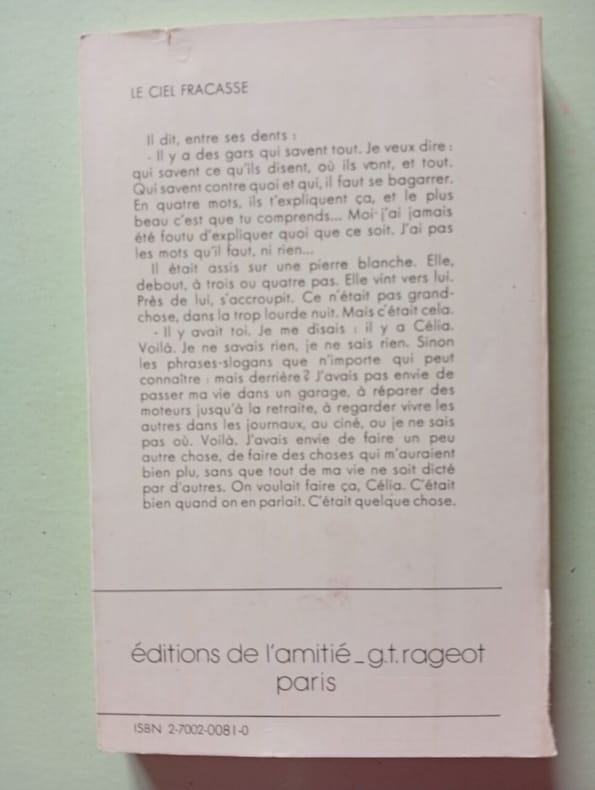 LE CIEL FRACASSE
Il dit, entre ses dents :
- Il y a des gars qui savent tout. Je veux dire :
qui savent ce qu'ils disent, où ils vont, et tout.
Qui savent contre quoi et qui, il faut se bagarrer.
En quatre mots, ils t'expliquent ça, et le plus
beau c'est que tu comprends... Moi j'ai jamais
été foutu d'expliquer quoi que ce soit. J'ai pas
les mots qu'il faut, ni rien...
Il était assis sur une pierre blanche. Elle,
debout, à trois ou quatre pas. Elle vint vers lui.
Près de lui, s'accroupit. Ce n'était pas grand-
chose, dans la trop lourde nuit. Mais c'était cela.
- Il y avait toi. Je me disais : il y a Célia.
Voilà. Je ne savais rien, je ne sais rien. Sinon
les phrases-slogans que n'importe qui peut
connaître : mais derrière ? J'avais pas envie de
passer ma vie dans un garage, à réparer des
moteurs jusqu'à la retraite, à regarder vivre les
autres dans les journaux, au ciné, ou je ne sais
pas où. Voilà. J'avais envie de faire un peu
autre chose, de faire des choses qui m'auraient
bien plu, sans que tout de ma vie ne soit dicté
par d'autres. On voulait faire ça, Célia. C'était
bien quand on en parlait. C'était quelque chose.
éditions de l'amitié_g.t.rageot
paris
ISBN 2-7002-0081-0